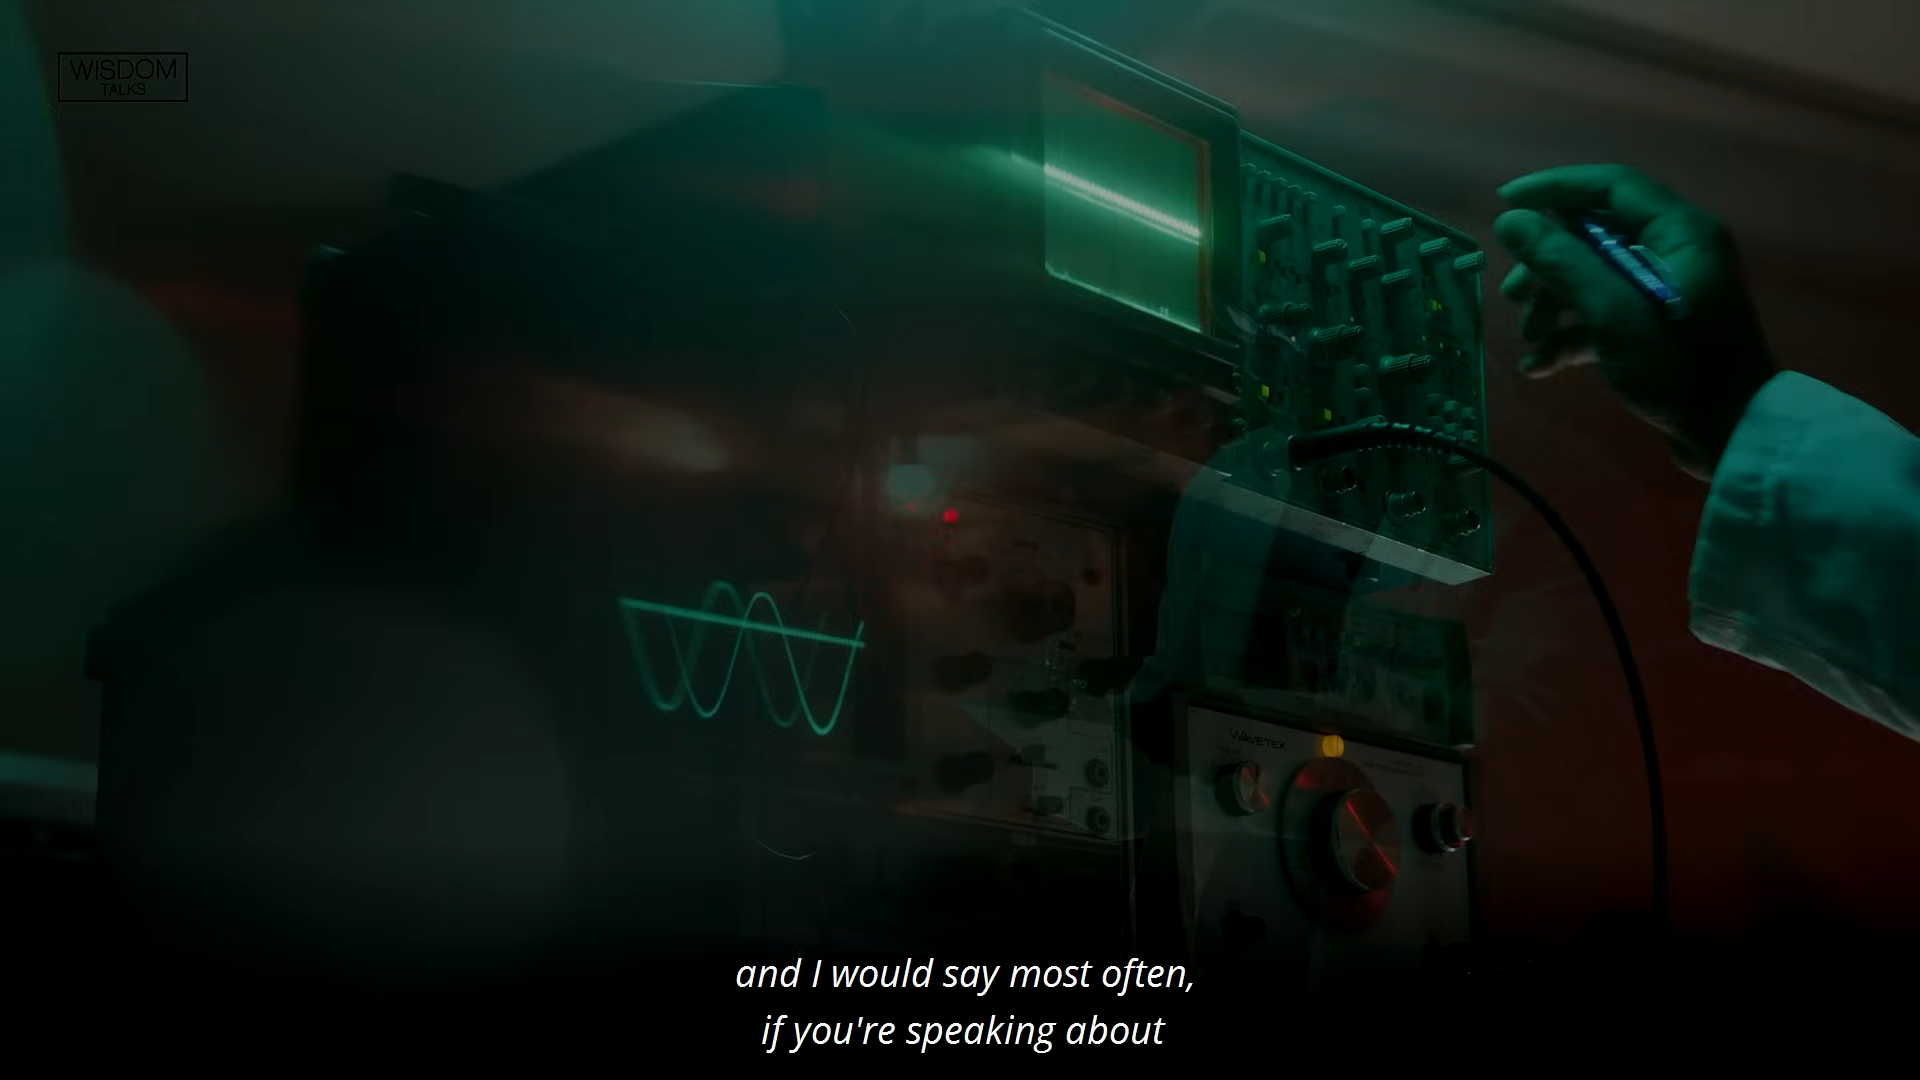 WISDOM
TALKS
WAVETEK
and I would say most often,
if you're speaking about